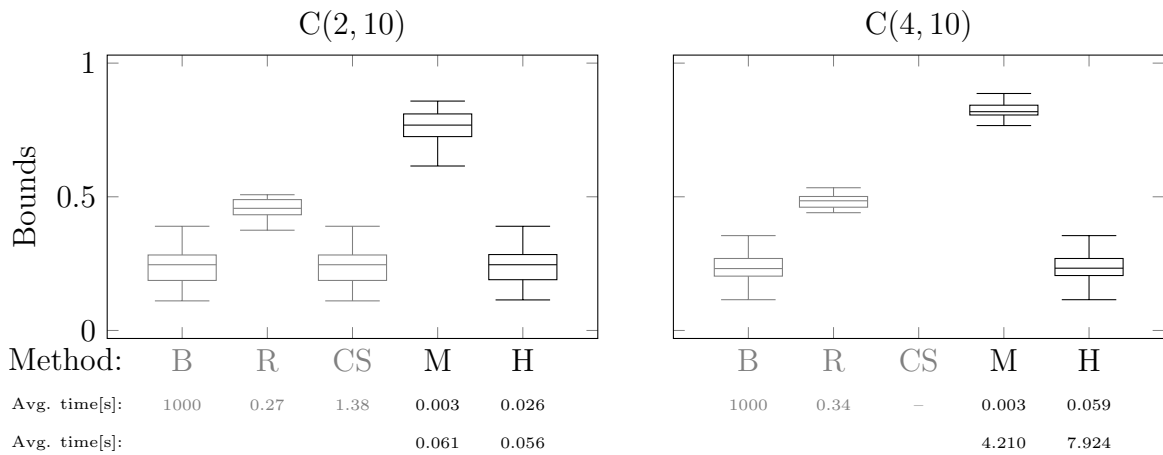 C(2, 10) C(4, 10)
1
0.5
0
Bounds
Method: B R CS M H B R CS M H
Avg. time[s]: 1000 0.27 1.38 0.003 0.026 1000 0.34 – 0.003 0.059
Avg. time[s]: 0.061 0.056 4.210 7.924